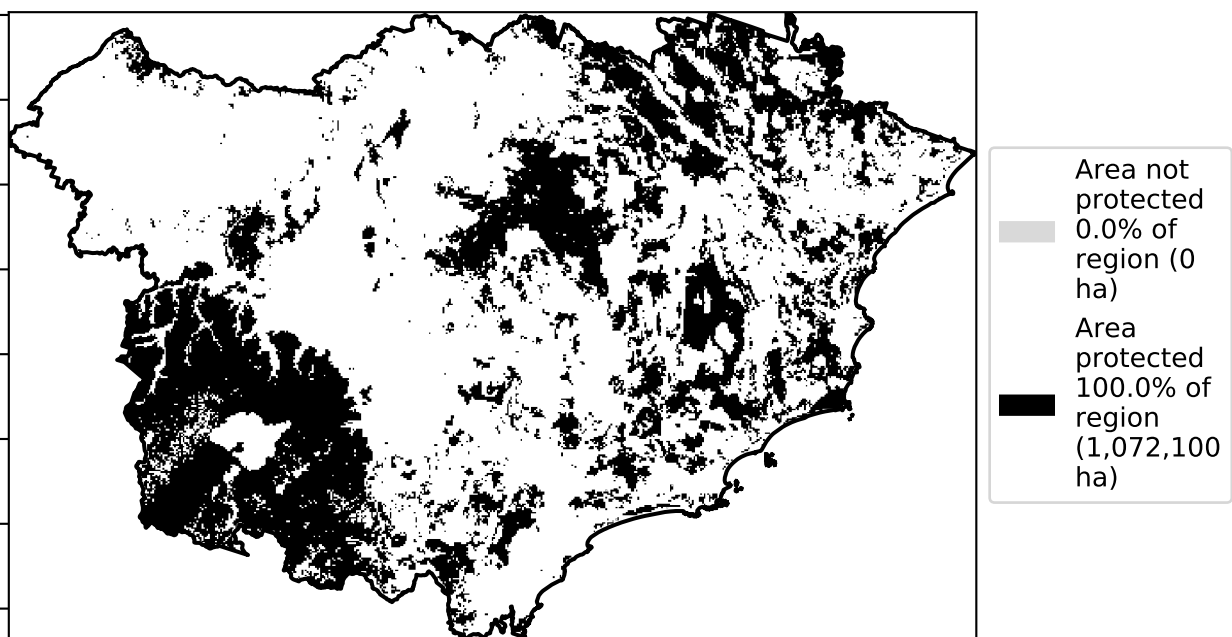 Area not
protected
0.0% of
region (0
ha)
Area
protected
100.0% of
region
(1,072,100
ha)